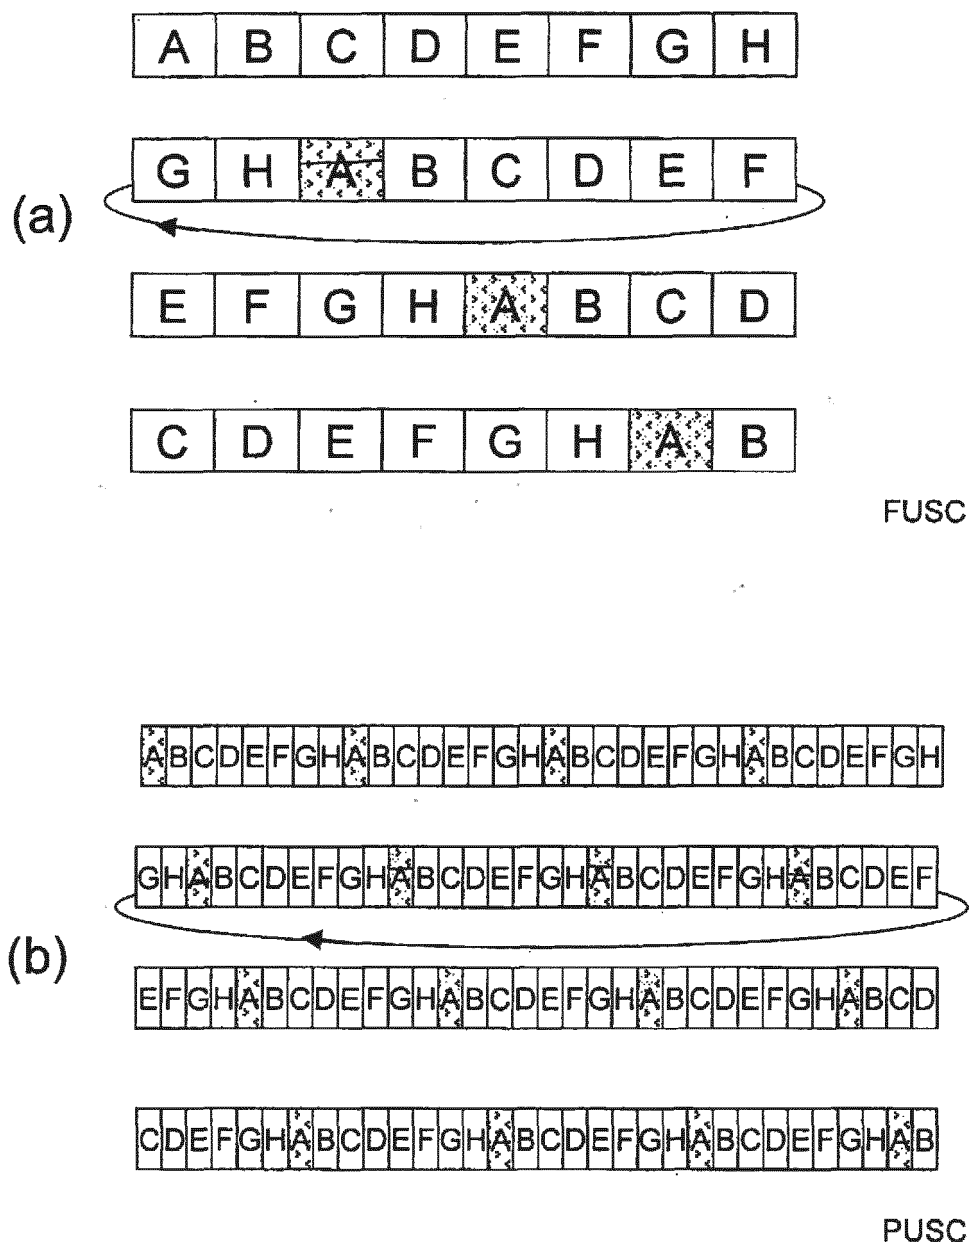 A B C D E F G H
G H A B C D E F
(a)
E F G H A B C D
C D E F G H A B
FUSC
A B C D E F G H A B C D E F G H A B C D E F G H A B C D E F G H
G H A B C D E F G H A B C D E F G H A B C D E F G H A B C D E F
(b)
E F G H A B C D E F G H A B C D E F G H A B C D E F G H A B C D
C D E F G H A B C D E F G H A B C D E F G H A B C D E F G H A B
PUSC